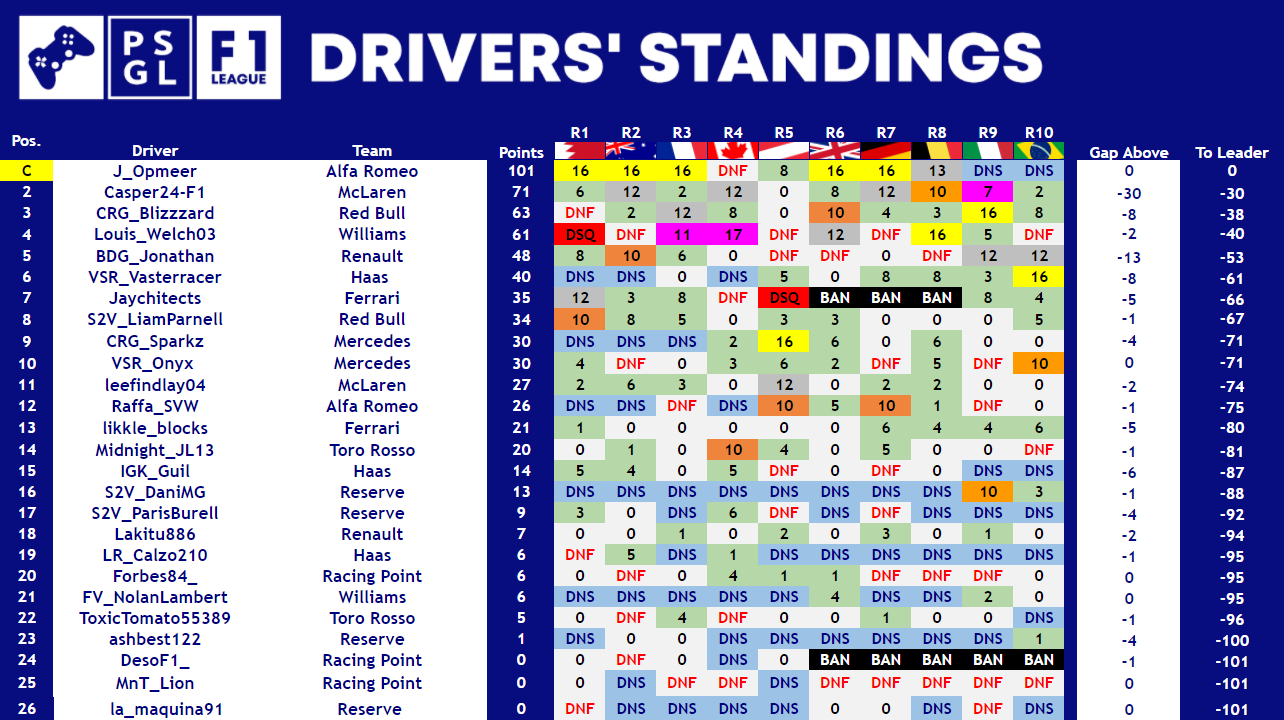 PS
GL
F1
LEAGUE
DRIVERS' STANDINGS
Pos. Driver Team Points R1 R2 R3 R4 R5 R6 R7 R8 R9 R10 Gap Above To Leader
C J_Opmeer Alfa Romeo 101 16 16 16 DNF 8 16 16 13 DNS DNS 0 0
2 Casper24-F1 McLaren 71 6 12 2 12 0 8 12 10 7 2 -30 -30
3 CRG_Blizzzard Red Bull 63 DNF 2 12 8 0 10 4 3 16 8 -8 -38
4 Louis_Welch03 Williams 61 DSQ DNF 11 17 DNF 12 DNF 16 5 DNF -2 -40
5 BDG_Jonathan Renault 48 8 10 6 0 DNF DNF 0 DNF 12 12 -13 -53
6 VSR_Vasterracer Haas 40 DNS DNS 0 DNS 5 0 8 8 3 16 -8 -61
7 Jaychitects Ferrari 35 12 3 8 DNF DSQ BAN BAN BAN 8 4 -5 -66
8 S2V_LiamParnell Red Bull 34 10 8 5 0 3 3 0 0 0 5 -1 -67
9 CRG_Sparkz Mercedes 30 DNS DNS DNS 2 16 6 0 6 0 0 -4 -71
10 VSR_Onyx Mercedes 30 4 DNF 0 3 6 2 DNF 5 DNF 10 0 -71
11 leefindlay04 McLaren 27 2 6 3 0 12 0 2 2 0 0 -2 -74
12 Raffa_SVW Alfa Romeo 26 DNS DNS DNF DNS 10 5 10 1 DNF 0 -1 -75
13 likkle_blocks Ferrari 21 1 0 0 0 0 0 6 4 4 6 -5 -80
14 Midnight_JL13 Toro Rosso 20 0 1 0 10 4 0 5 0 0 DNF -1 -81
15 IGK_Guil Haas 14 5 4 0 5 DNF 0 DNF 0 DNS DNS -6 -87
16 S2V_DaniMG Reserve 13 DNS DNS DNS DNS DNS DNS DNS DNS 10 3 -1 -88
17 S2V_ParisBurell Reserve 9 3 0 DNS 6 DNF DNS DNF DNS DNS DNS -4 -92
18 Lakitu886 Renault 7 0 0 1 0 2 0 3 0 1 0 -2 -94
19 LR_Calzo210 Haas 6 DNF 5 DNS 1 DNS DNS DNS DNS DNS DNS -1 -95
20 Forbes84_ Racing Point 6 0 DNF 0 4 1 1 DNF DNF DNF 0 0 -95
21 FV_NolanLambert Williams 6 DNS DNS DNS DNS DNS 4 DNS DNS 2 0 0 -95
22 ToxicTomato55389 Toro Rosso 5 0 DNF 4 DNF 0 0 1 0 0 DNS -1 -96
23 ashbest122 Reserve 1 DNS 0 0 DNS DNS DNS DNS DNS DNS 1 -4 -100
24 DesoF1_ Racing Point 0 0 DNF 0 DNS 0 BAN BAN BAN BAN BAN -1 -101
25 MnT_Lion Racing Point 0 0 DNS DNF DNF DNS DNF DNF DNF DNF DNF 0 -101
26 la_maquina91 Reserve 0 DNF DNS DNS DNS DNS 0 0 DNS DNF DNS 0 -101